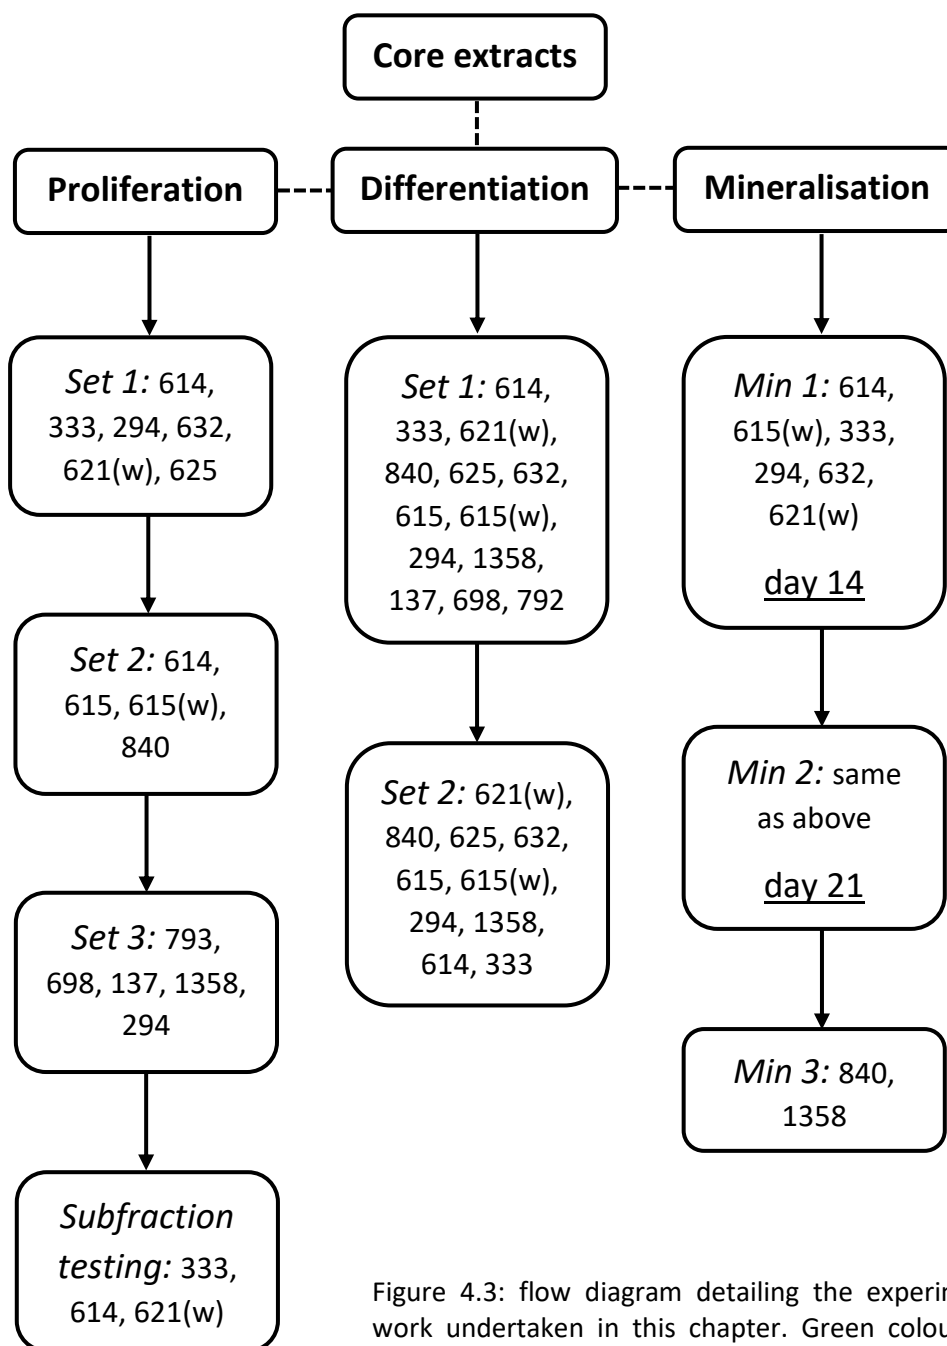 Core extracts
Proliferation
Differentiation
Mineralisation
Set 1: 614,
333, 294, 632,
621(w), 625
Set 2: 614,
615, 615(w),
840
Set 3: 793,
698, 137, 1358,
294
Subfraction
testing: 333,
614, 621(w)
Set 1: 614,
333, 621(w),
840, 625, 632,
615, 615(w),
294, 1358,
137, 698, 792
Set 2: 621(w),
840, 625, 632,
615, 615(w),
294, 1358,
614, 333
Min 1: 614,
615(w), 333,
294, 632,
621(w)
day 14
Min 2: same
as above
day 21
Min 3: 840,
1358
Figure 4.3: flow diagram detailing the experin
work undertaken in this chapter. Green colou